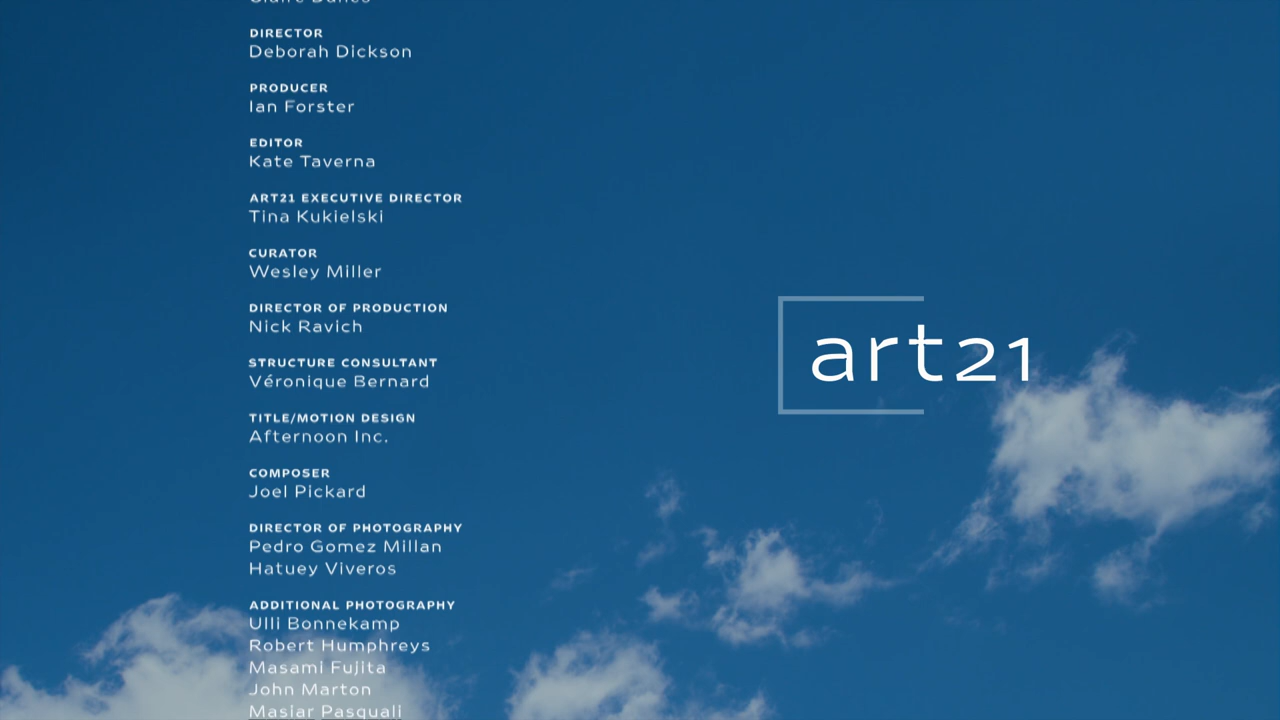 DIRECTOR
Deborah Dickson
PRODUCER
Ian Forster
EDITOR
Kate Taverna
ART21 EXECUTIVE DIRECTOR
Tina Kukielski
CURATOR
Wesley Miller
DIRECTOR OF PRODUCTION
Nick Ravich
STRUCTURE CONSULTANT
Véronique Bernard
TITLE/MOTION DESIGN
Afternoon Inc.
COMPOSER
Joel Pickard
DIRECTOR OF PHOTOGRAPHY
Pedro Gomez Millan
Hatuey Viveros
ADDITIONAL PHOTOGRAPHY
Ulli Bonnekamp
Robert Humphreys
Masami Fujita
John Marton
Masiar Pasquali
art21